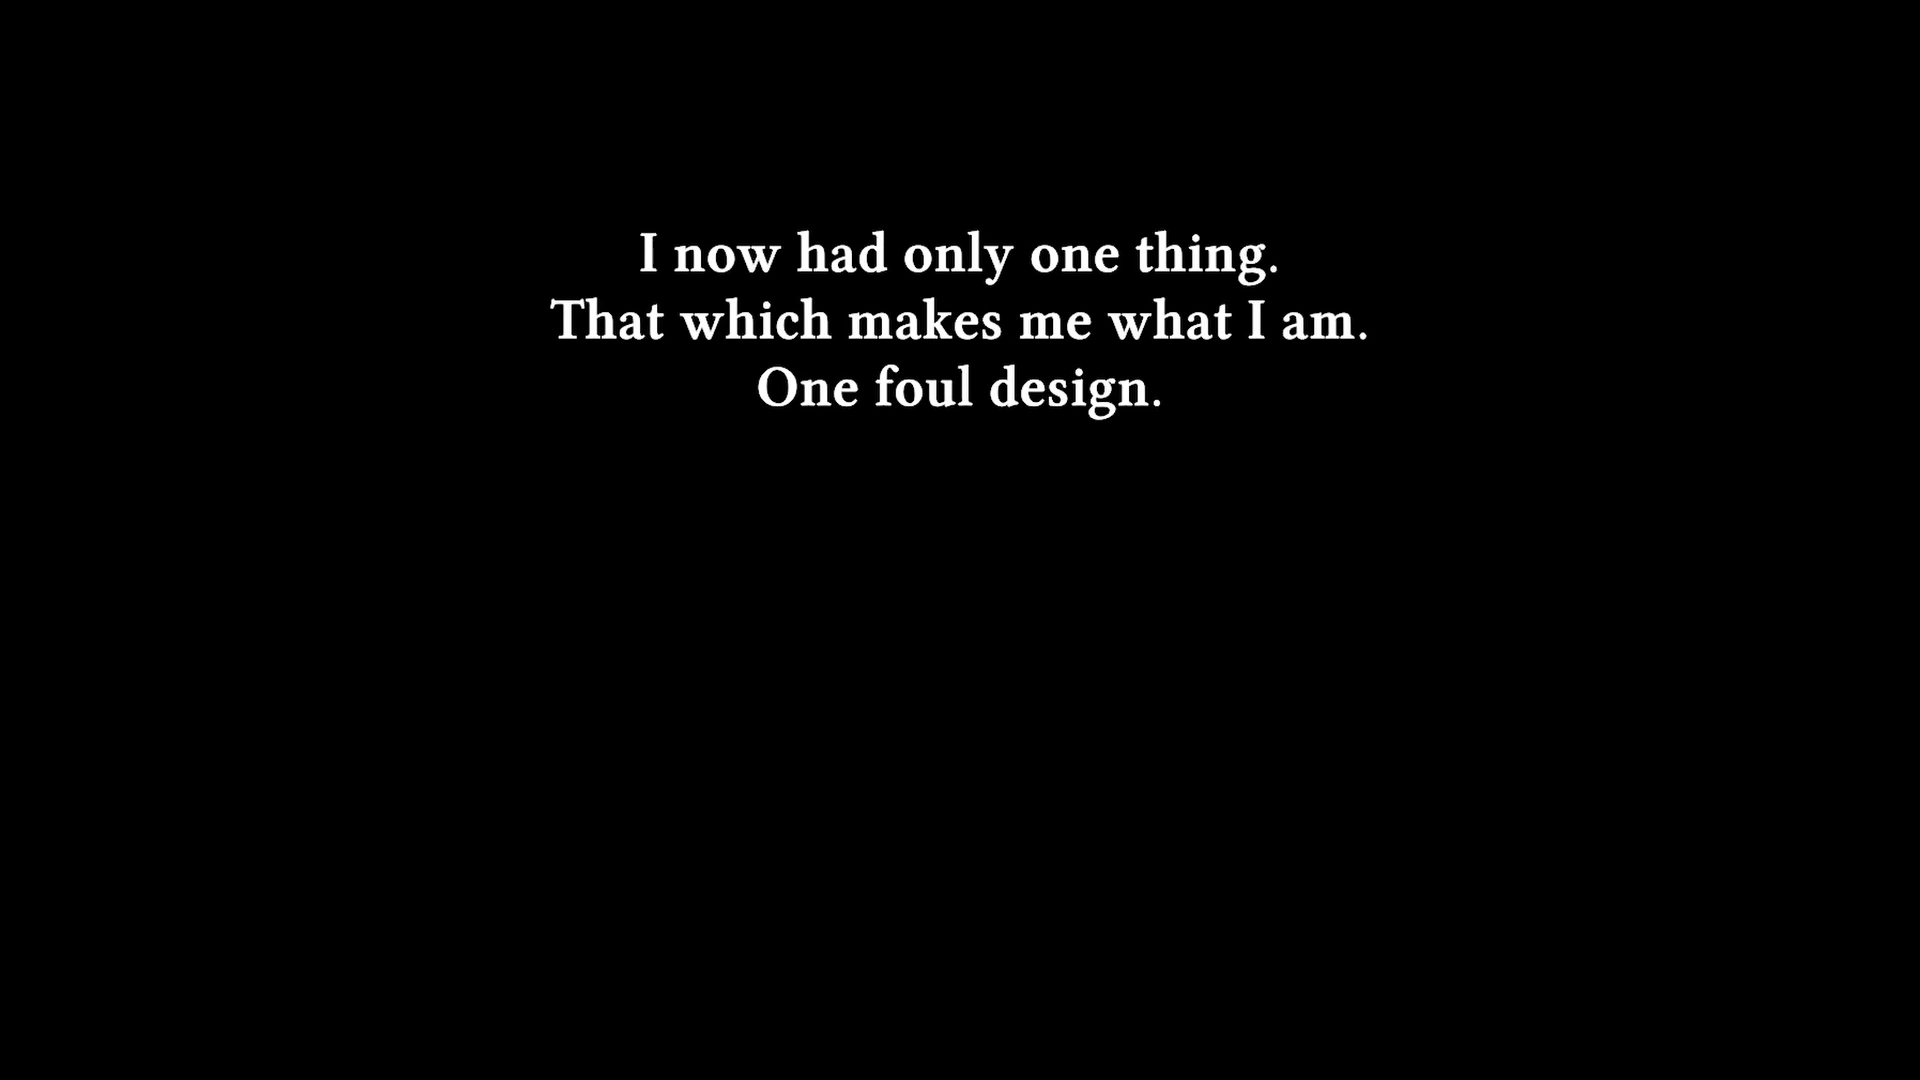 I now had only one thing.
That which makes me what I am.
One foul design.